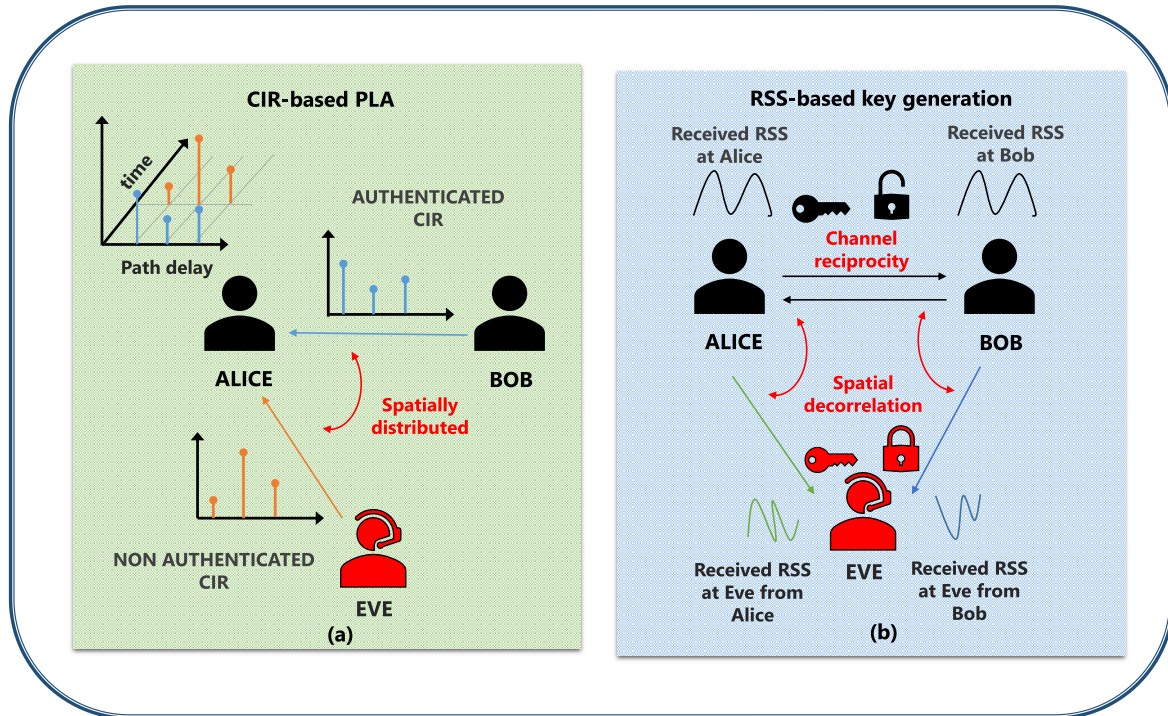 CIR-based PLA
time
Path delay
AUTHENTICATED
CIR
ALICE
BOB
Spatially
distributed
NON AUTHENTICATED
CIR
EVE
(a)
RSS-based key generation
Received RSS
at Alice
Received RSS
at Bob
Channel
reciprocity
ALICE
BOB
Spatial
decorrelation
EVE
Received RSS
at Eve from
Alice
Received RSS
at Eve from
Bob
(b)